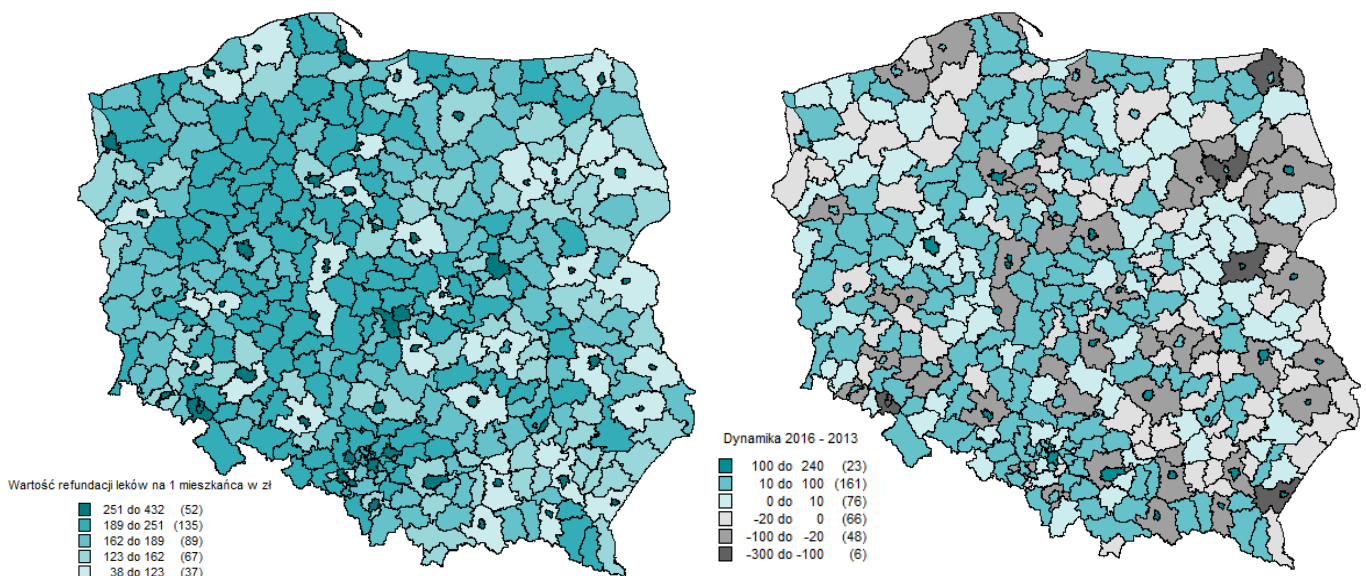 Wartość refundacji leków na 1 mieszkańca w zł
251 do 432 (52)
189 do 251 (135)
162 do 189 (89)
123 do 162 (67)
38 do 123 (37)
Dynamika 2016 - 2013
100 do 240 (23)
10 do 100 (161)
0 do 10 (76)
-20 do 0 (66)
-100 do -20 (48)
-300 do -100 (6)